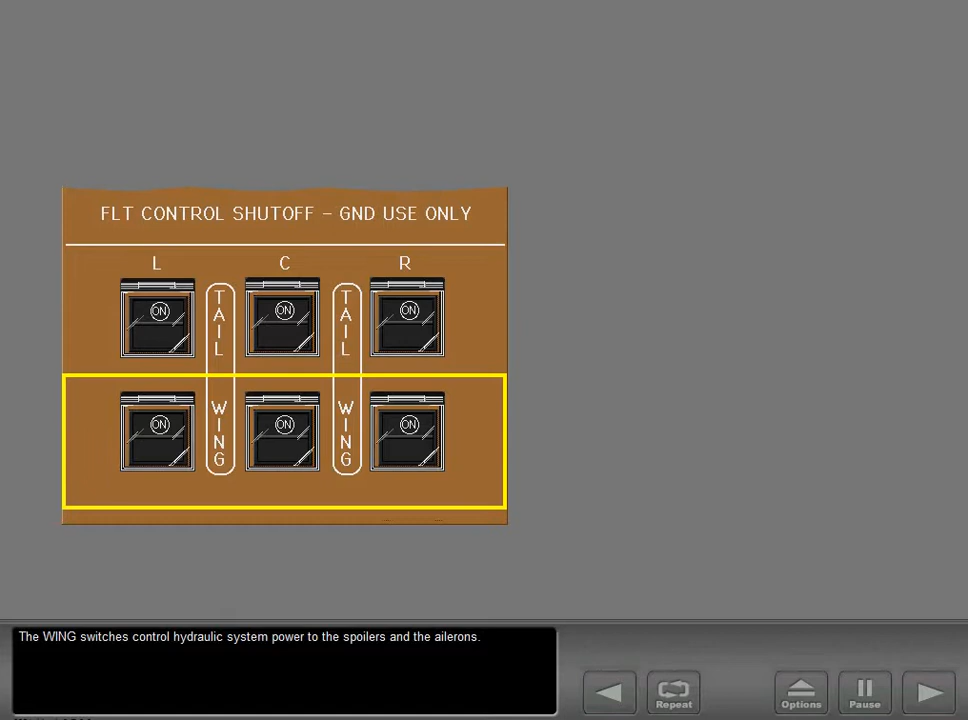 FLT CONTROL SHUTOFF - GND USE ONLY
L C R
ON TAIL ON TAIL ON
ON WING ON WING ON
The WING switches control hydraulic system power to the spoilers and the ailerons.
Repeat Options Pause